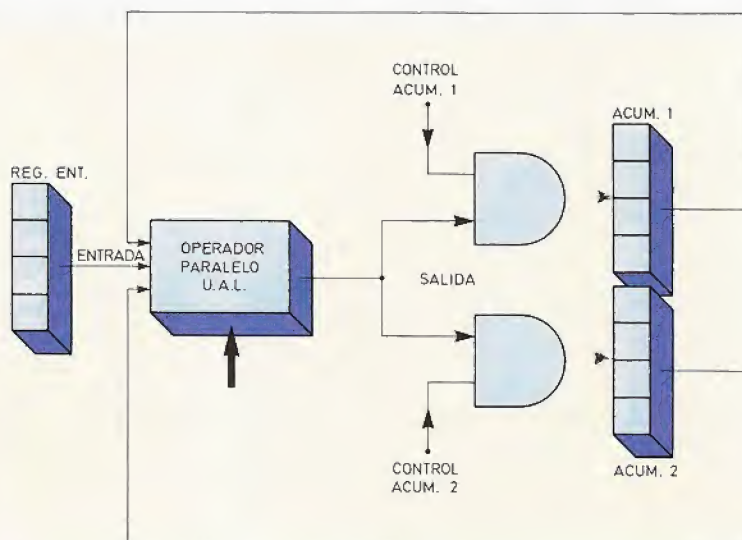 CONTROL
ACUM. 1
ACUM. 1
REG. ENT.
ENTRADA
OPERADOR
PARALELO
U.A.L.
SALIDA
CONTROL
ACUM. 2
ACUM. 2